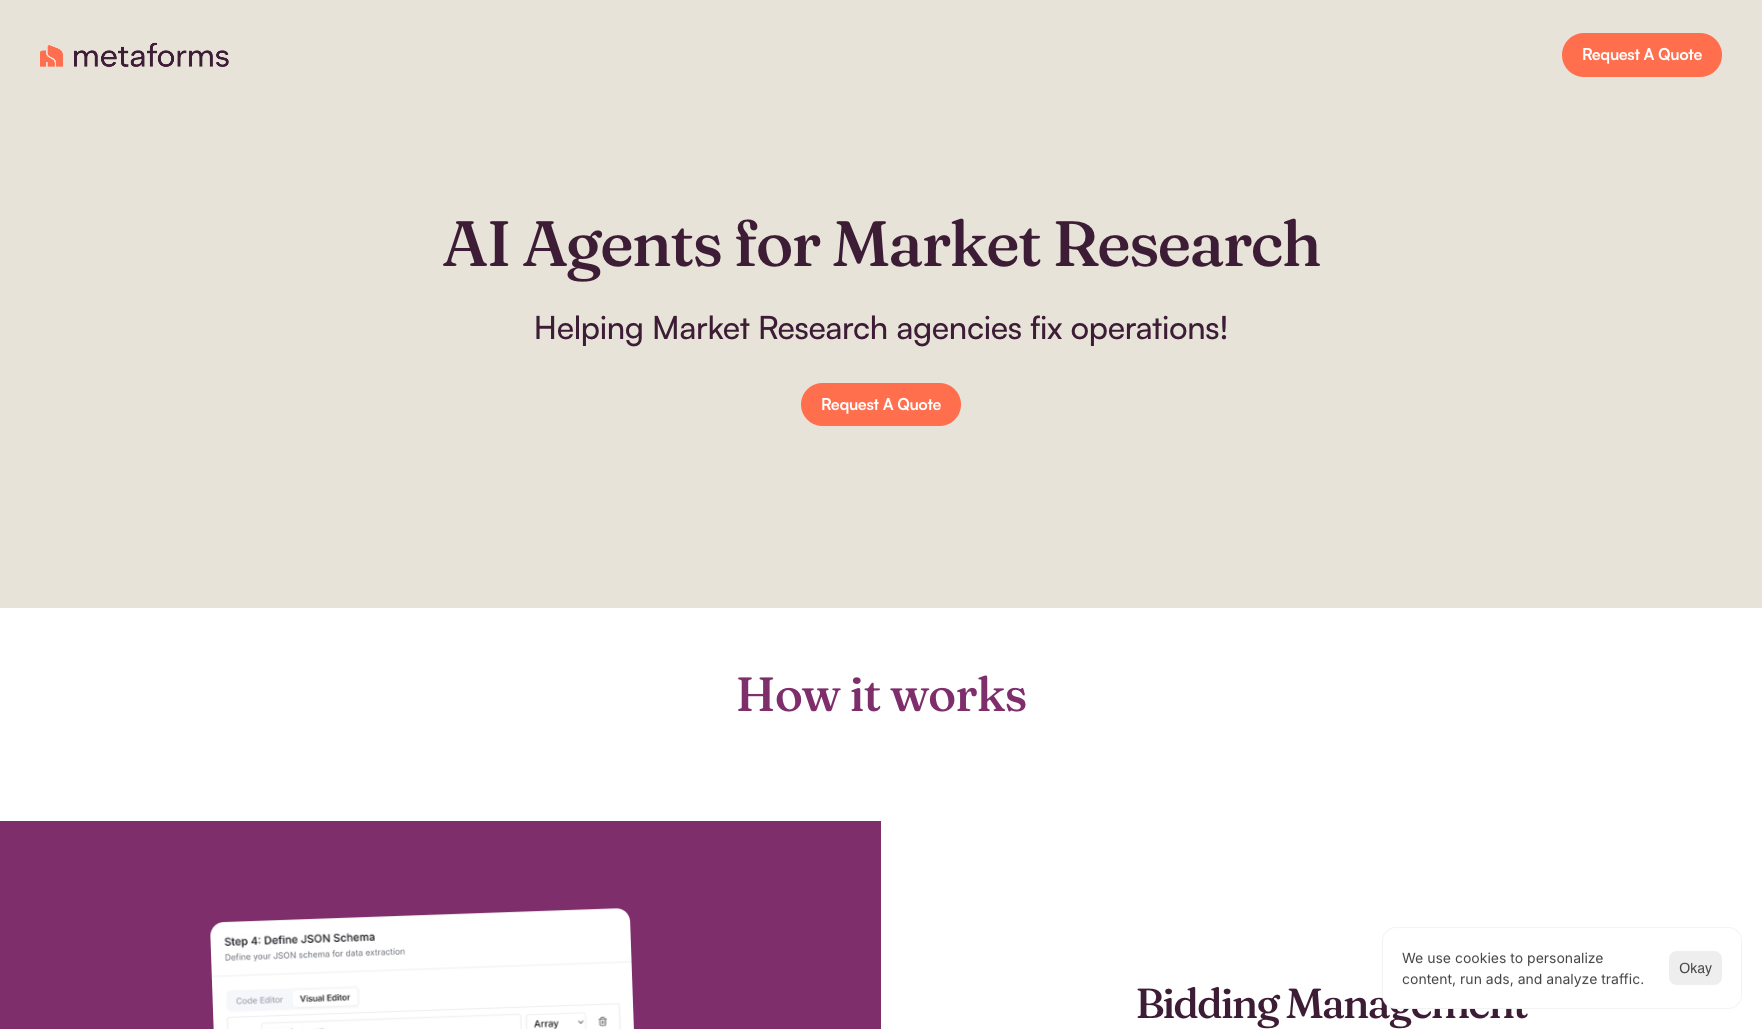 metaforms
Request A Quote
AI Agents for Market Research
Helping Market Research agencies fix operations!
Request A Quote
How it works
Step 4: Define JSON Schema
Define your JSON schema for data extraction
Code Editor Visual Editor
Array
Bidding Management
We use cookies to personalize
content, run ads, and analyze traffic.
Okay